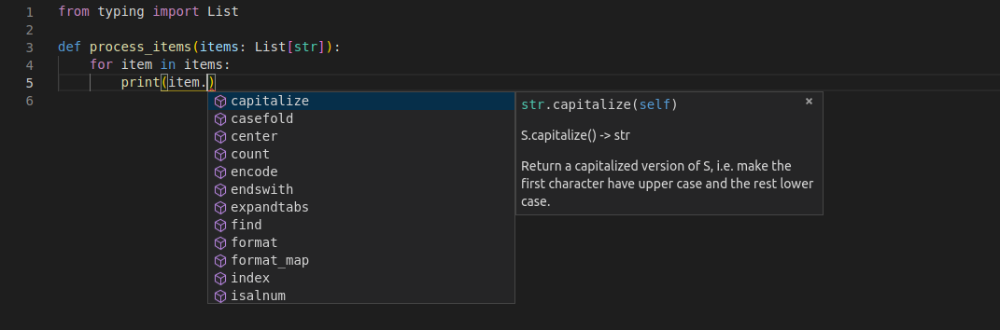 1 from typing import List
2
3 def process_items(items: List[str]):
4     for item in items:
5         print(item.)
6
capitalize
casefold
center
count
encode
endswith
expandtabs
find
format
format_map
index
isalnum
str.capitalize(self) ×
S.capitalize() -> str
Return a capitalized version of S, i.e. make the
first character have upper case and the rest lower
case.